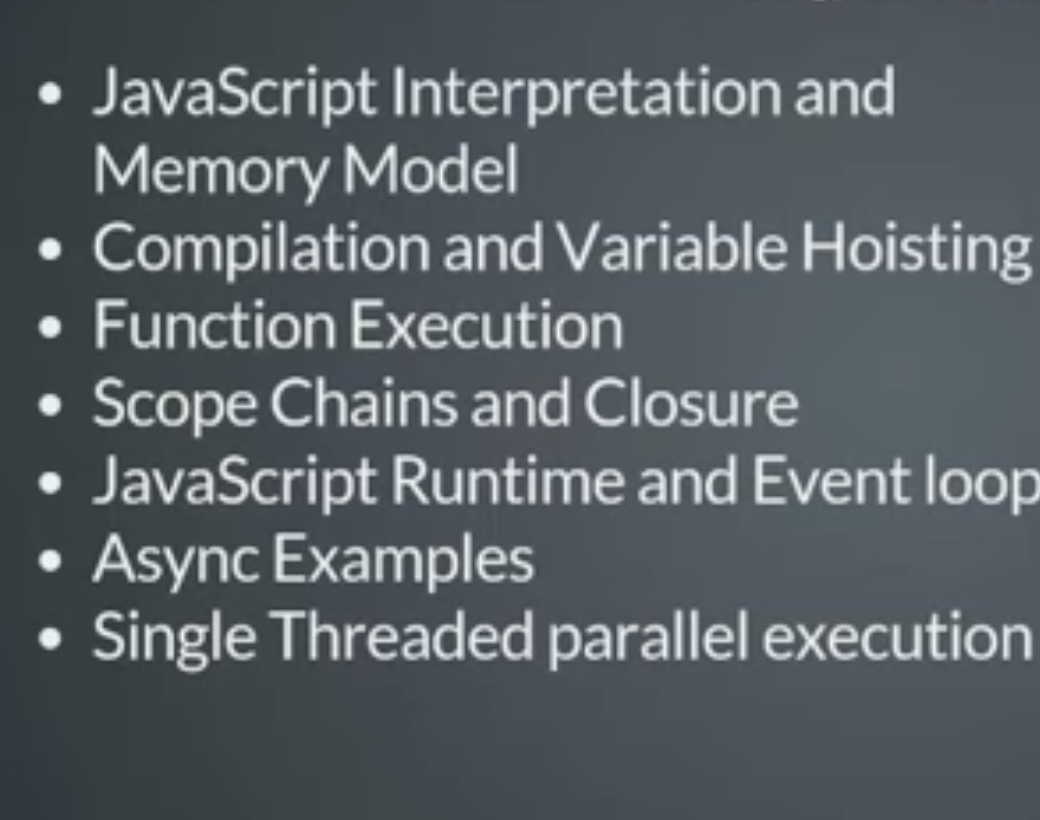 • JavaScript Interpretation and
Memory Model
• Compilation and Variable Hoisting
• Function Execution
• Scope Chains and Closure
• JavaScript Runtime and Event loop
• Async Examples
• Single Threaded parallel execution